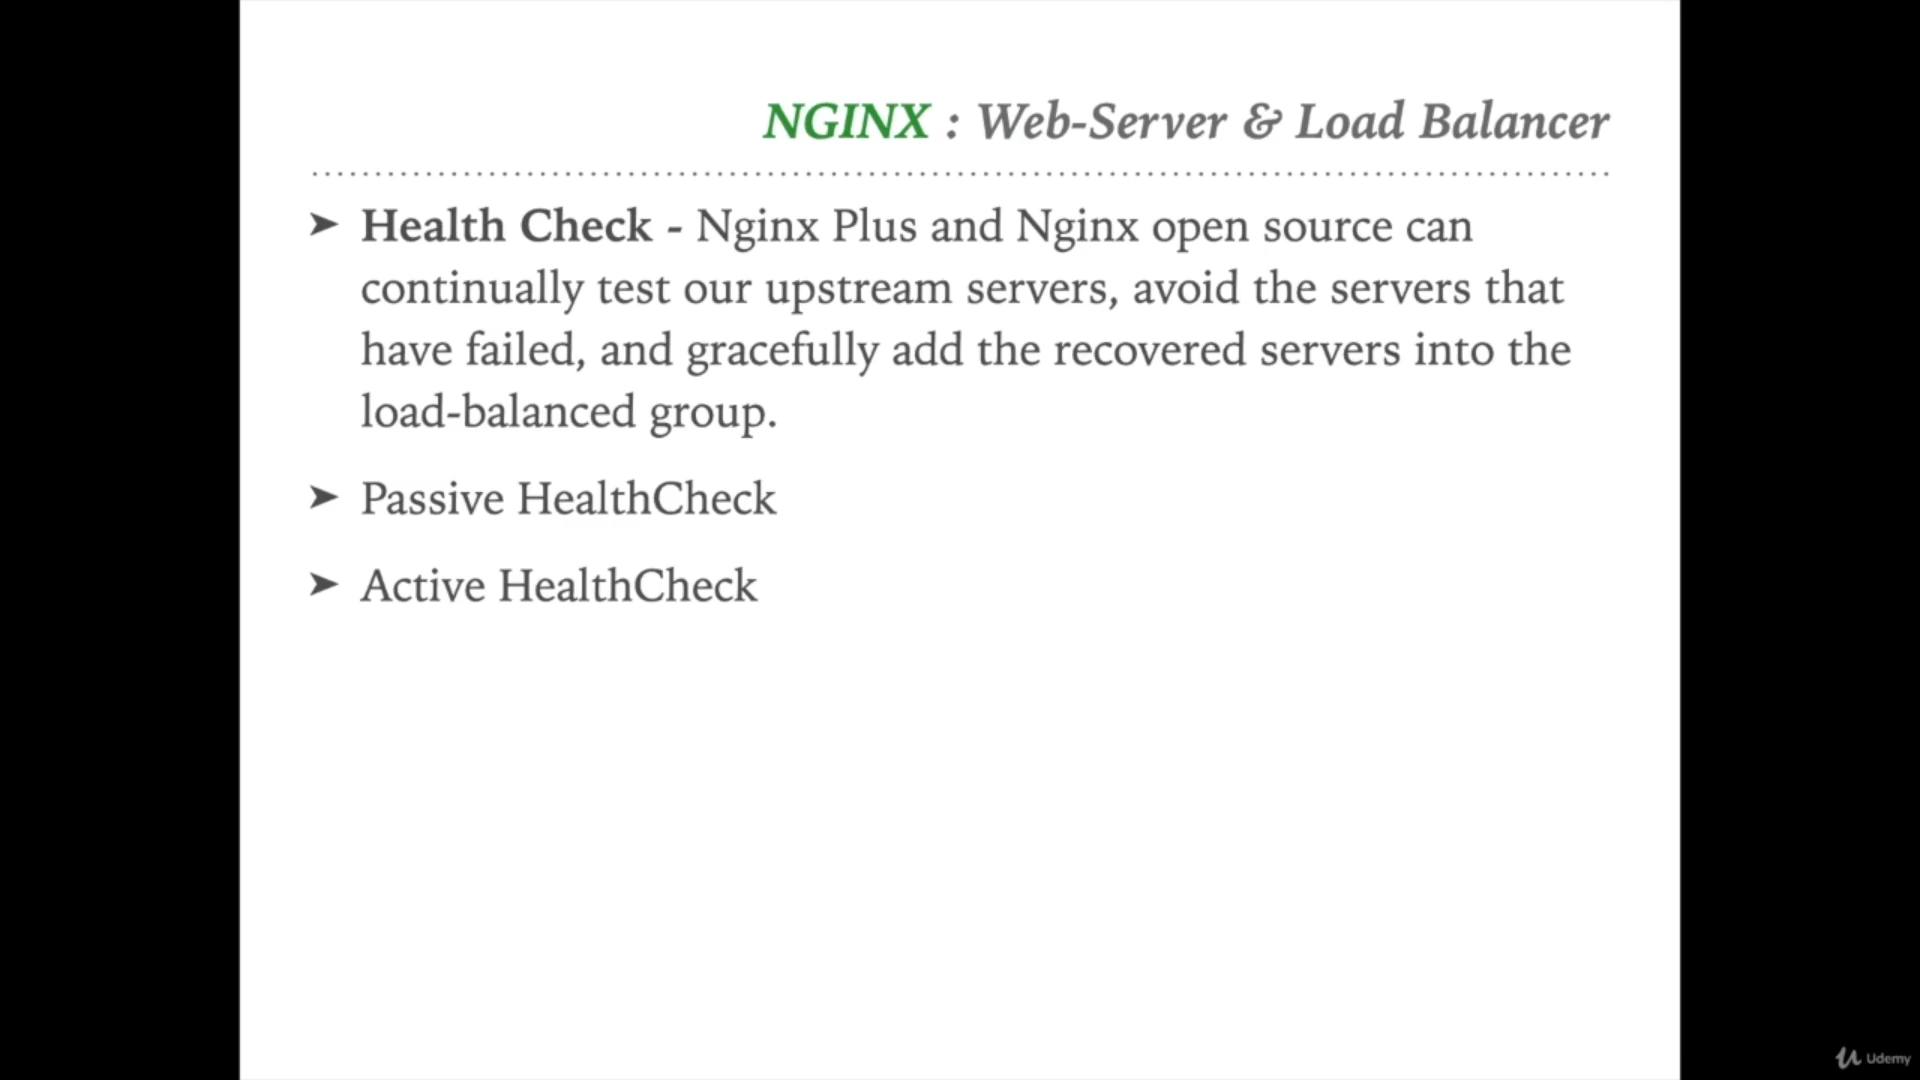 NGINX : Web-Server & Load Balancer
➤ Health Check - Nginx Plus and Nginx open source can
continually test our upstream servers, avoid the servers that
have failed, and gracefully add the recovered servers into the
load-balanced group.
➤ Passive HealthCheck
➤ Active HealthCheck
Udemy